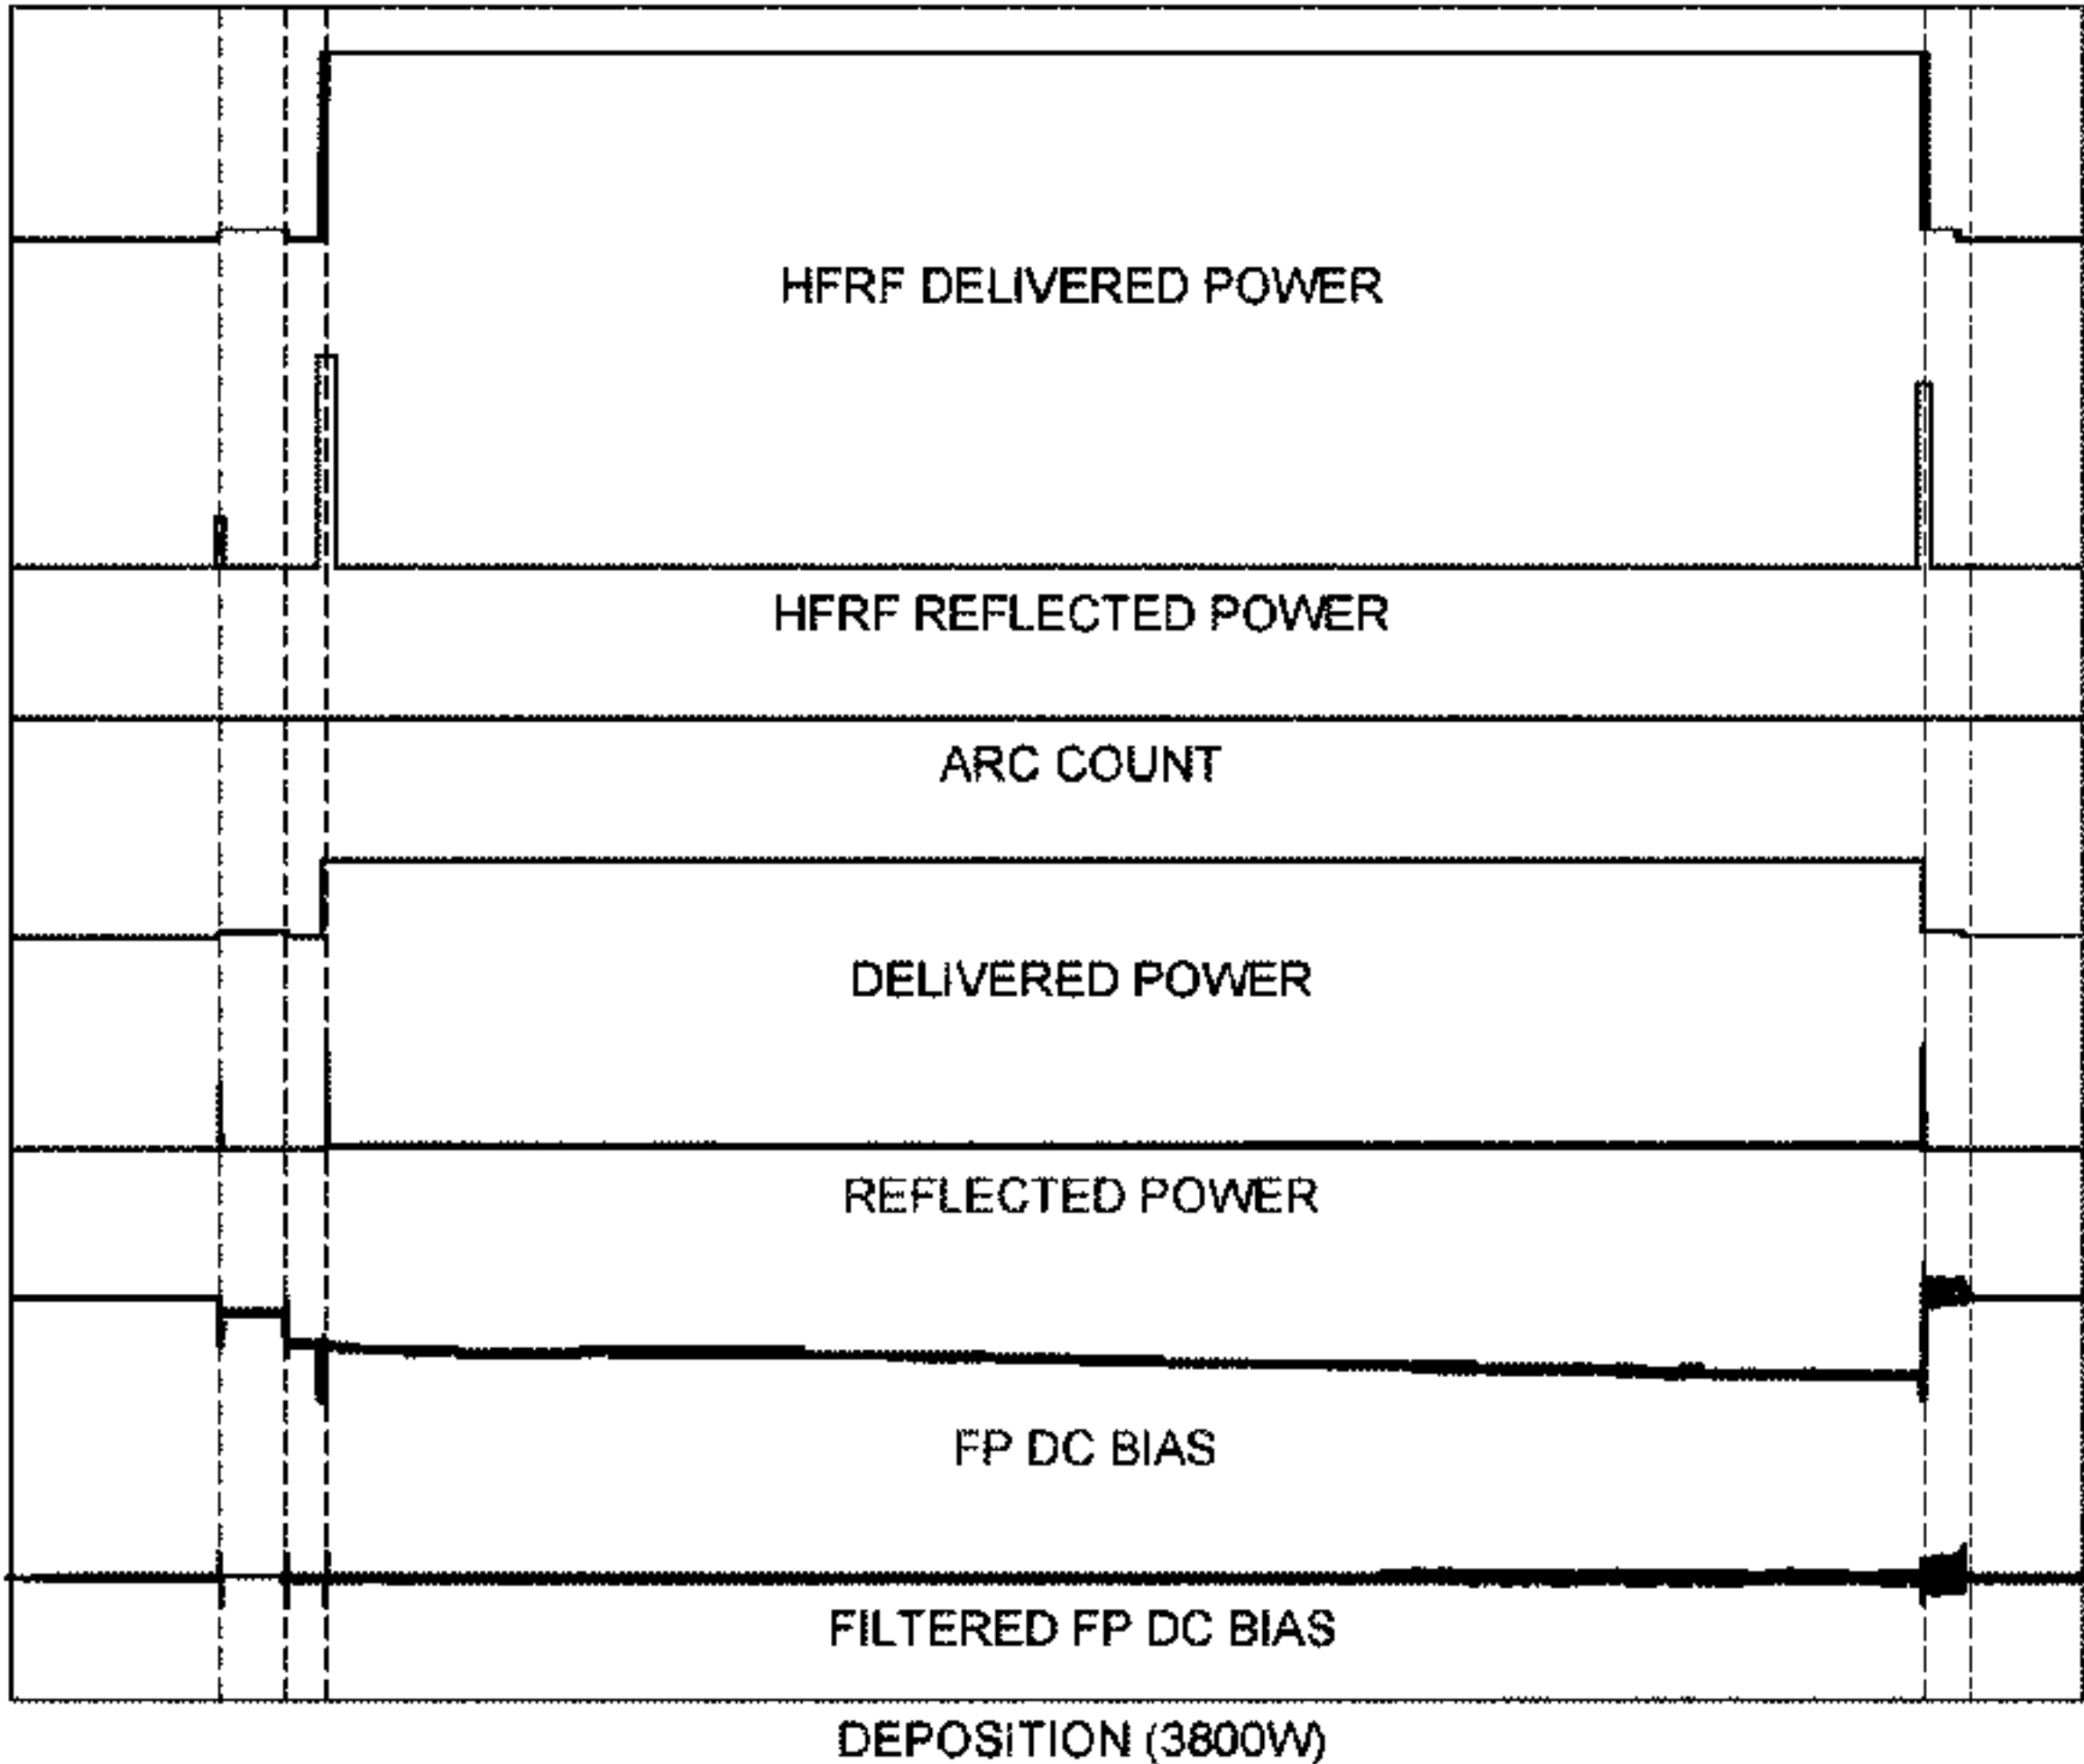 HFRF DELIVERED POWER
HFRF REFLECTED POWER
ARC COUNT
DELIVERED POWER
REFLECTED POWER
FP DC BIAS
FILTERED FP DC BIAS
DEPOSITION (3800W)